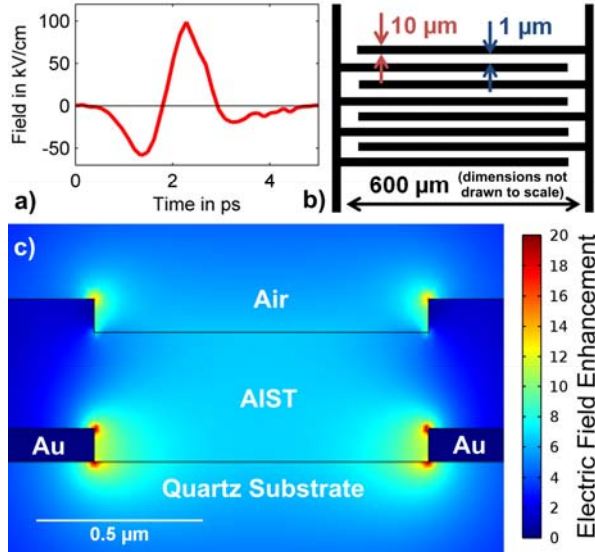 Field in kV/cm
100
50
0
-50
0
2
4
Time in ps
a)
10 µm
1 µm
600 µm
(dimensions not
drawn to scale)
b)
c)
Air
AIST
Au
Au
Quartz Substrate
0.5 µm
20
18
16
14
12
10
8
6
4
2
0
Electric Field Enhancement